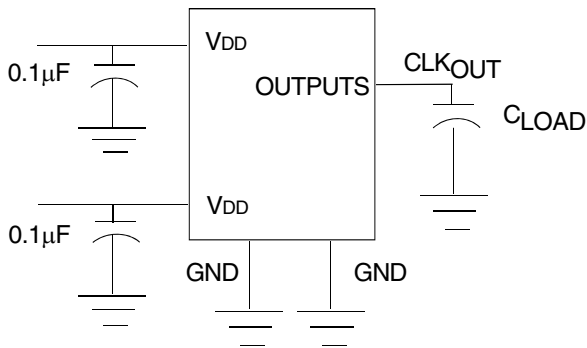 VDD
0.1µF
OUTPUTS
CLKOUT
CLOAD
VDD
0.1µF
GND
GND